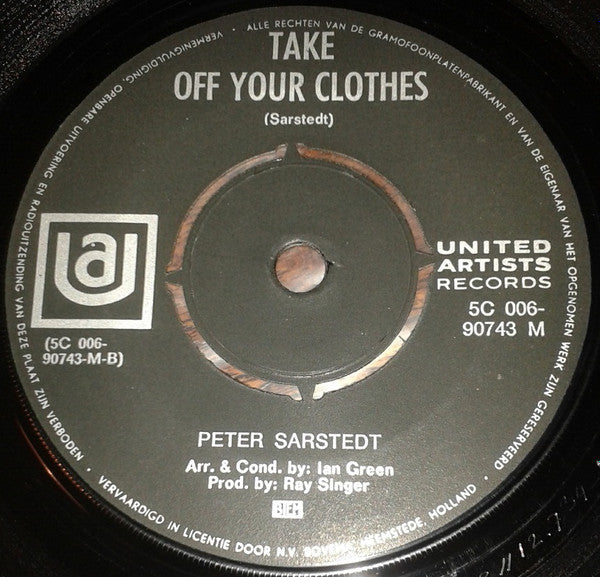 TAKE
OFF YOUR CLOTHES
(Sarstedt)
ua
(5C 006-
90743-M-B)
UNITED
ARTISTS
RECORDS
5C 006-
90743 M
PETER SARSTEDT
Arr. & Cond. by: Ian Green
Prod. by: Ray Singer
BIEM
ALLE RECHTEN VAN DE GRAMOFOONPLATENFABRIKANT EN VAN DE EIGENAAR VAN HET OPGENOMEN WERK ZIJN GERESERVEERD •
VERMENIGVULDIGING, OPENBARE UITVOERING EN RADIOUITZENDING VAN DEZE PLAAT ZIJN VERBODEN •
VERVAARDIGD IN LICENTIE DOOR N.V. BOVEMA, HEEMSTEDE, HOLLAND •